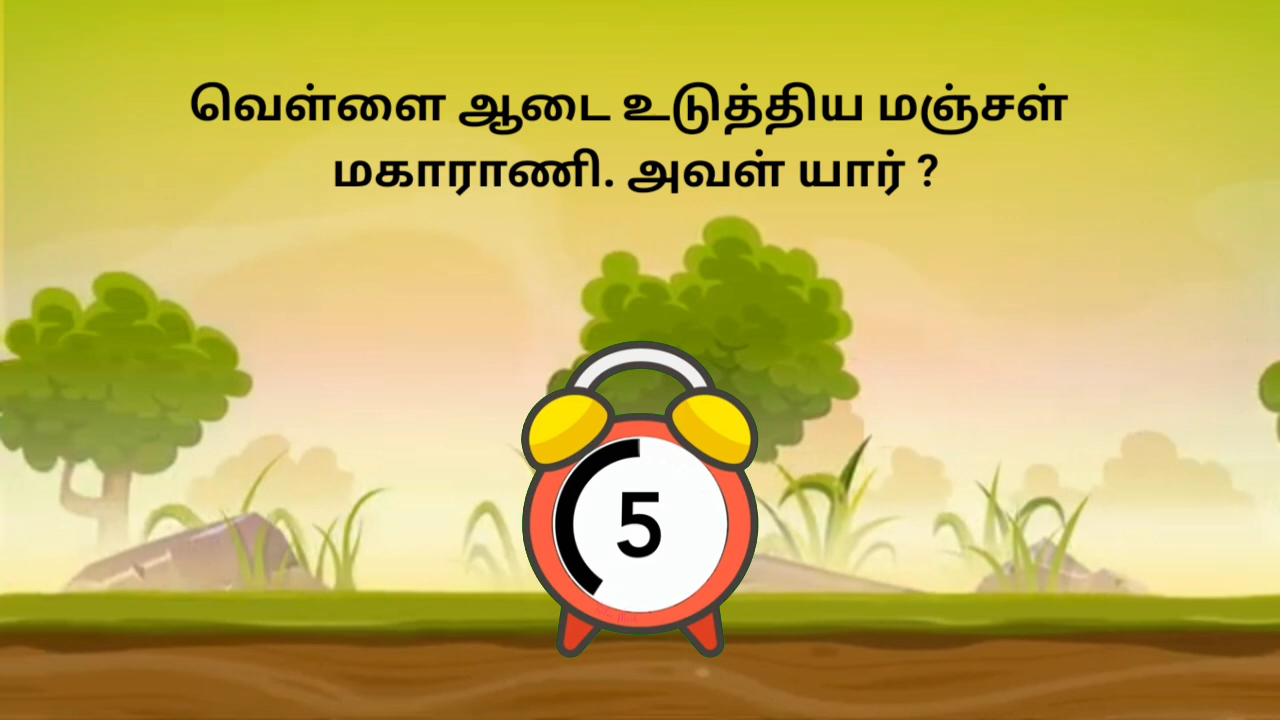 வெள்ளை ஆடை உடுத்திய மஞ்சள்
மகாராணி. அவள் யார் ?
5